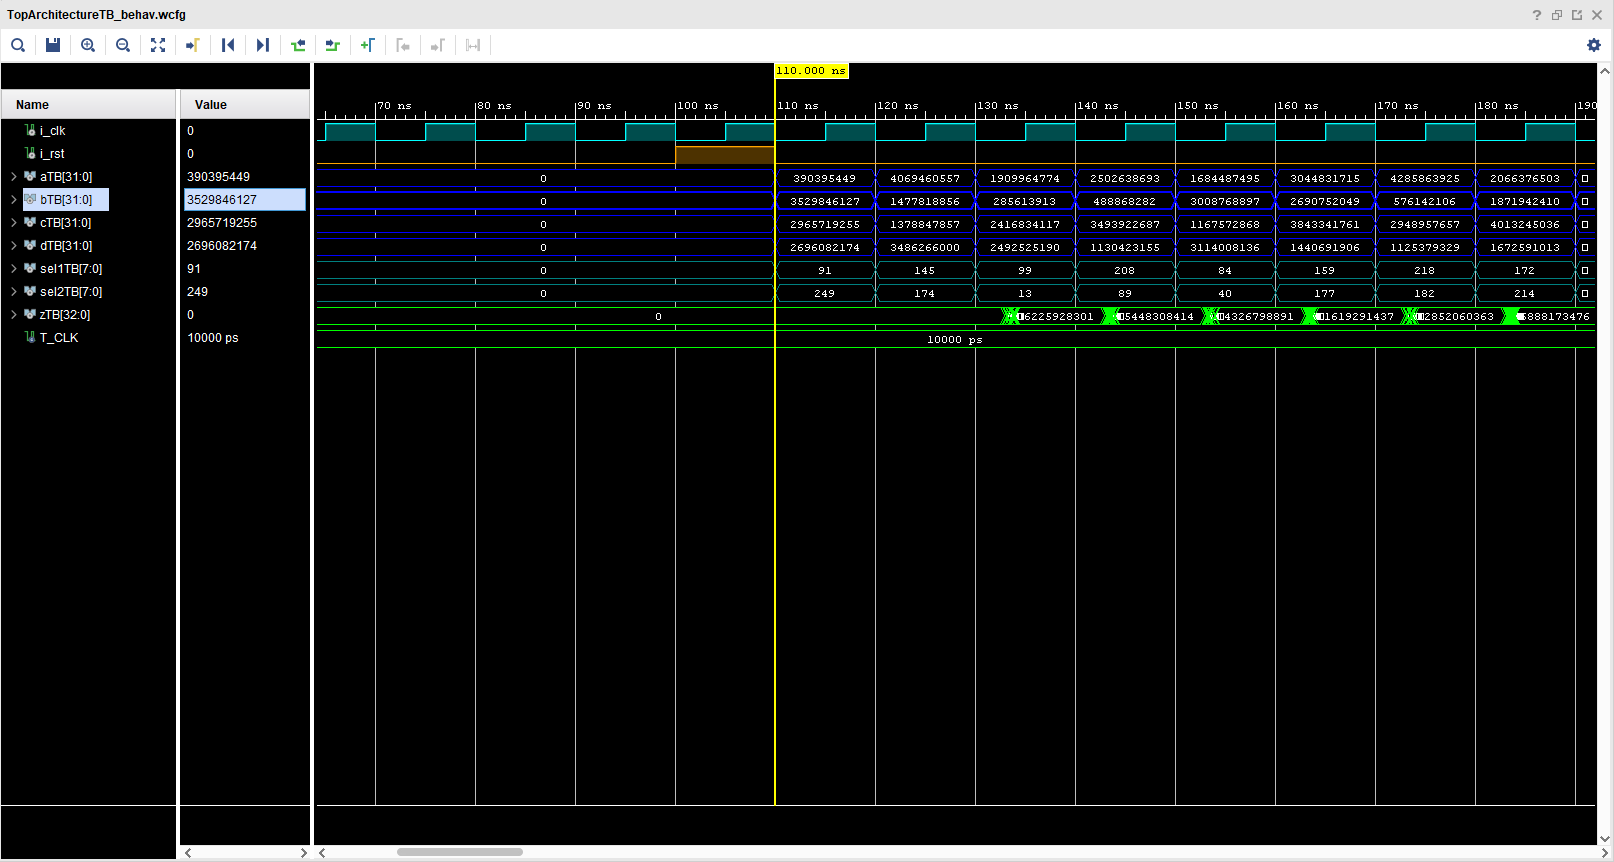 TopArchitectureTB_behav.wcfg
110.000 ns
Name Value
70 ns 80 ns 90 ns 100 ns 110 ns 120 ns 130 ns 140 ns 150 ns 160 ns 170 ns 180 ns 190
i_clk 0
i_rst 0
aTB[31:0] 390395449 0 390395449 4069460557 1909964774 2502638693 1684487495 3044831715 4285863925 2066376503
bTB[31:0] 3529846127 0 3529846127 1477818856 285613913 488868282 3008768897 2690752049 576142106 1871942410
cTB[31:0] 2965719255 0 2965719255 1378847857 2416834117 3493922687 1167572868 3843341761 2948957657 4013245036
dTB[31:0] 2696082174 0 2696082174 3486266000 2492525190 1130423155 3114008136 1440691906 1125379329 1672591013
sel1TB[7:0] 91 0 91 145 99 208 84 159 218 172
sel2TB[7:0] 249 0 249 174 13 89 40 177 182 214
zTB[32:0] 0 0 6225928301 5448308414 4326798891 1619291437 2852060363 6888173476
T_CLK 10000 ps 10000 ps